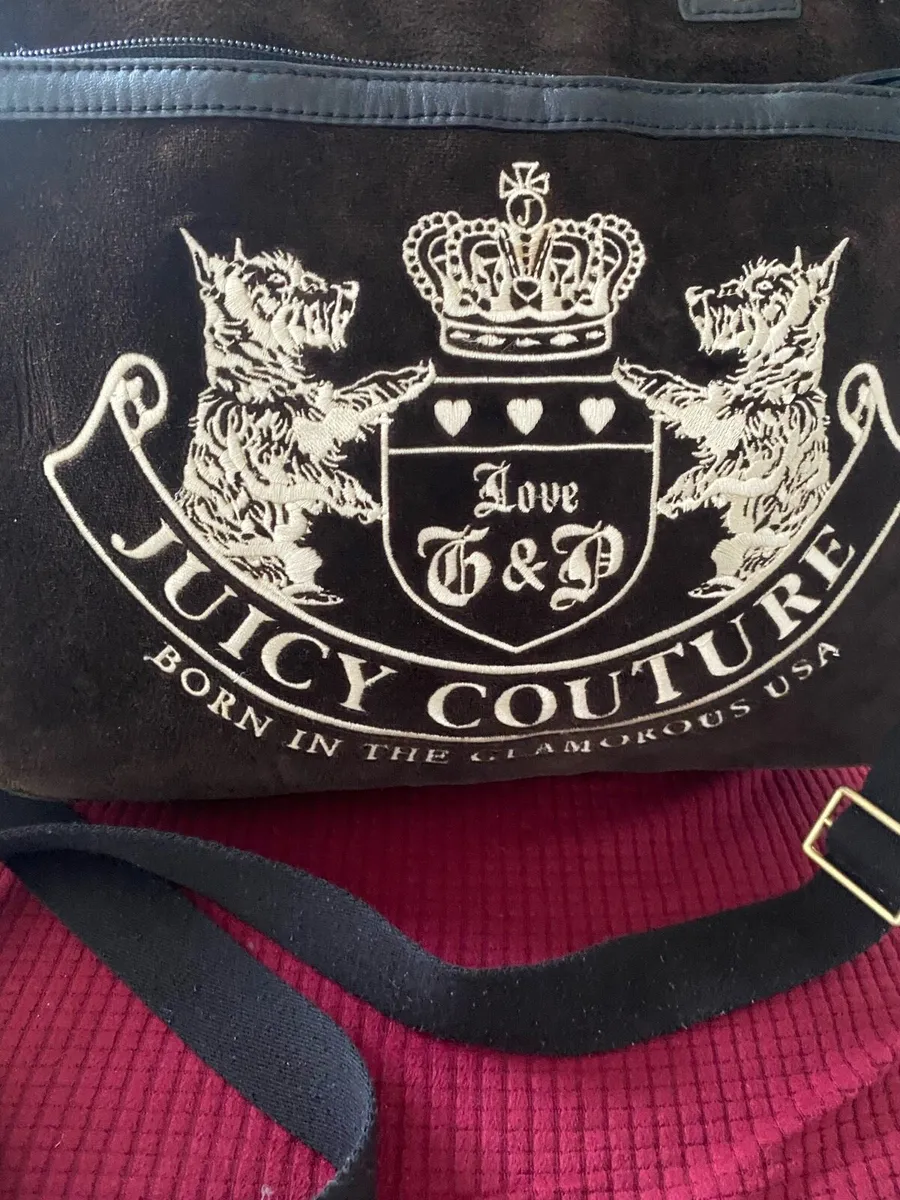 J
Love
G&P
JUICY COUTURE
BORN IN THE GLAMOROUS USA